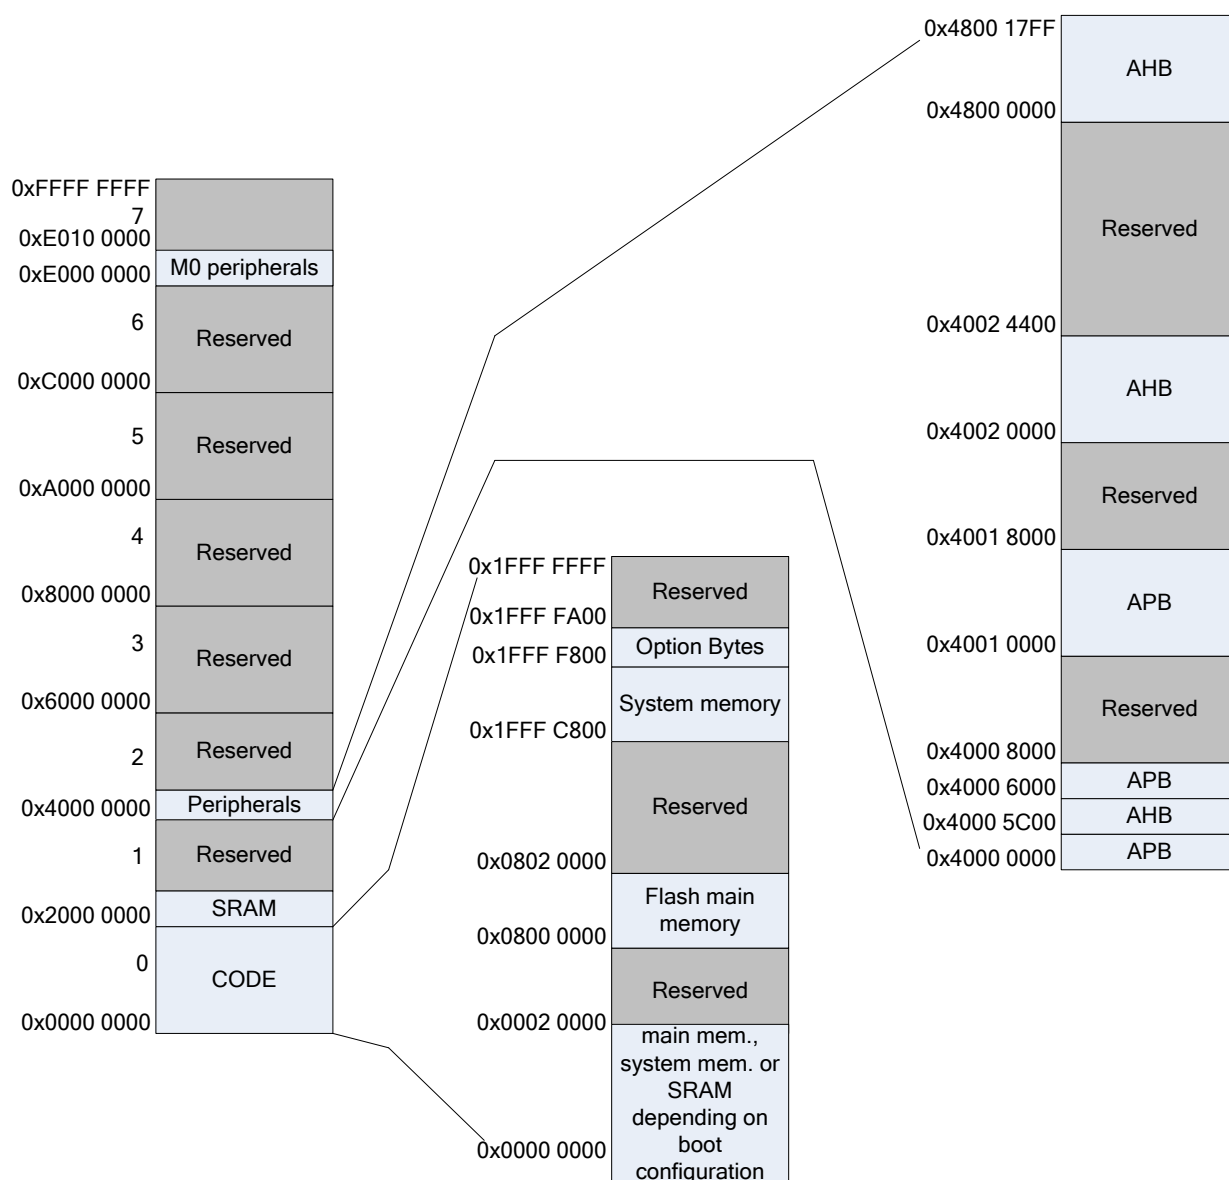 0xFFFF FFFF
7
0xE010 0000
M0 peripherals
0xE000 0000
6
Reserved
0xC000 0000
5
Reserved
0xA000 0000
4
Reserved
0x8000 0000
3
Reserved
0x6000 0000
2
Reserved
0x4000 0000
Peripherals
1
Reserved
0x2000 0000
SRAM
0
CODE
0x0000 0000
0x1FFF FFFF
Reserved
0x1FFF FA00
Option Bytes
0x1FFF F800
System memory
0x1FFF C800
Reserved
0x0802 0000
Flash main
memory
0x0800 0000
Reserved
0x0002 0000
main mem.,
system mem. or
SRAM
depending on
boot
configuration
0x0000 0000
0x4800 17FF
AHB
0x4800 0000
Reserved
0x4002 4400
AHB
0x4002 0000
Reserved
0x4001 8000
APB
0x4001 0000
Reserved
0x4000 8000
APB
0x4000 6000
AHB
0x4000 5C00
APB
0x4000 0000